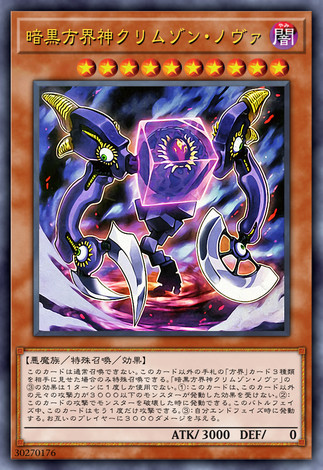 暗黒方界神クリムゾン・ノヴァ
やみ
闇
【悪魔族／特殊召喚／効果】
このカードは通常召喚できない。このカード以外の手札の「方界」カード３種類
を相手に見せた場合のみ特殊召喚できる。「暗黒方界神クリムゾン・ノヴァ」の
③の効果は１ターンに１度しか使用できない。①：このカードは、このカード以外
の元々の攻撃力が３０００以下のモンスターが発動した効果を受けない。②：
このカードの攻撃でモンスターを破壊した時に発動できる。このバトルフェイ
ズ中、このカードはもう１度だけ攻撃できる。③：自分エンドフェイズ時に発動
する。お互いのプレイヤーに３０００ダメージを与える。
ATK/ 3000 DEF/ 0
30270176